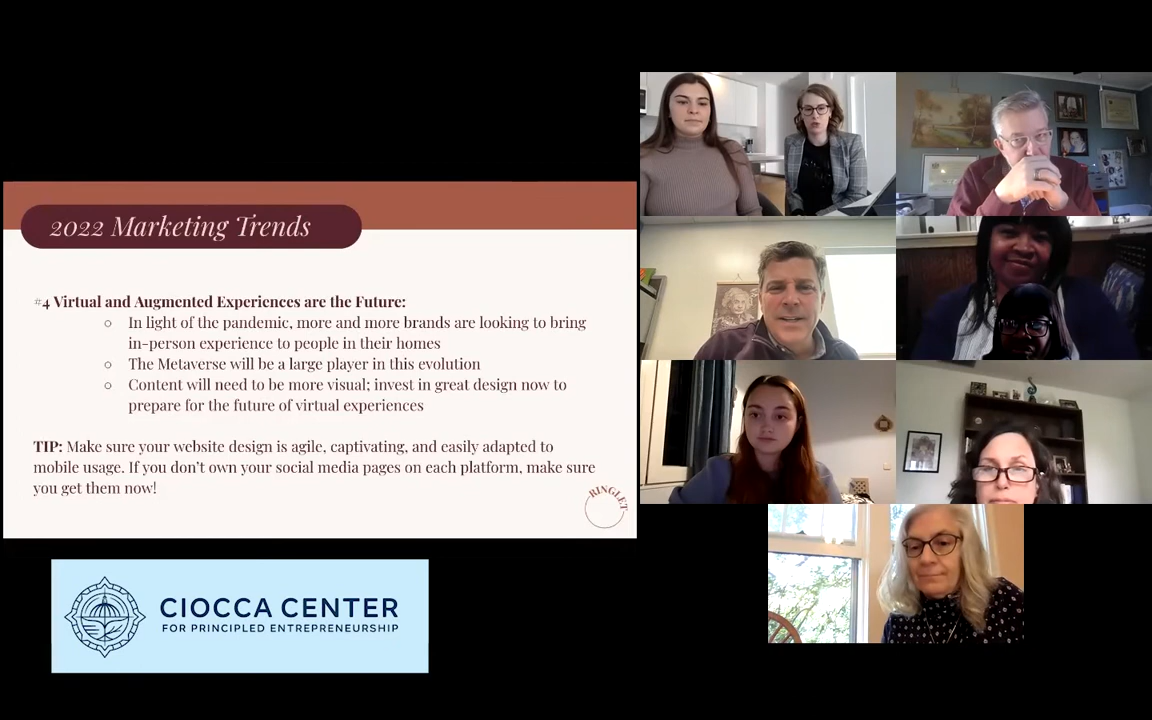 2022 Marketing Trends
#4 Virtual and Augmented Experiences are the Future:
○ In light of the pandemic, more and more brands are looking to bring
in-person experience to people in their homes
○ The Metaverse will be a large player in this evolution
○ Content will need to be more visual; invest in great design now to
prepare for the future of virtual experiences
TIP: Make sure your website design is agile, captivating, and easily adapted to
mobile usage. If you don't own your social media pages on each platform, make sure
you get them now!
RINGLET
CIOCCA CENTER
FOR PRINCIPLED ENTREPRENEURSHIP